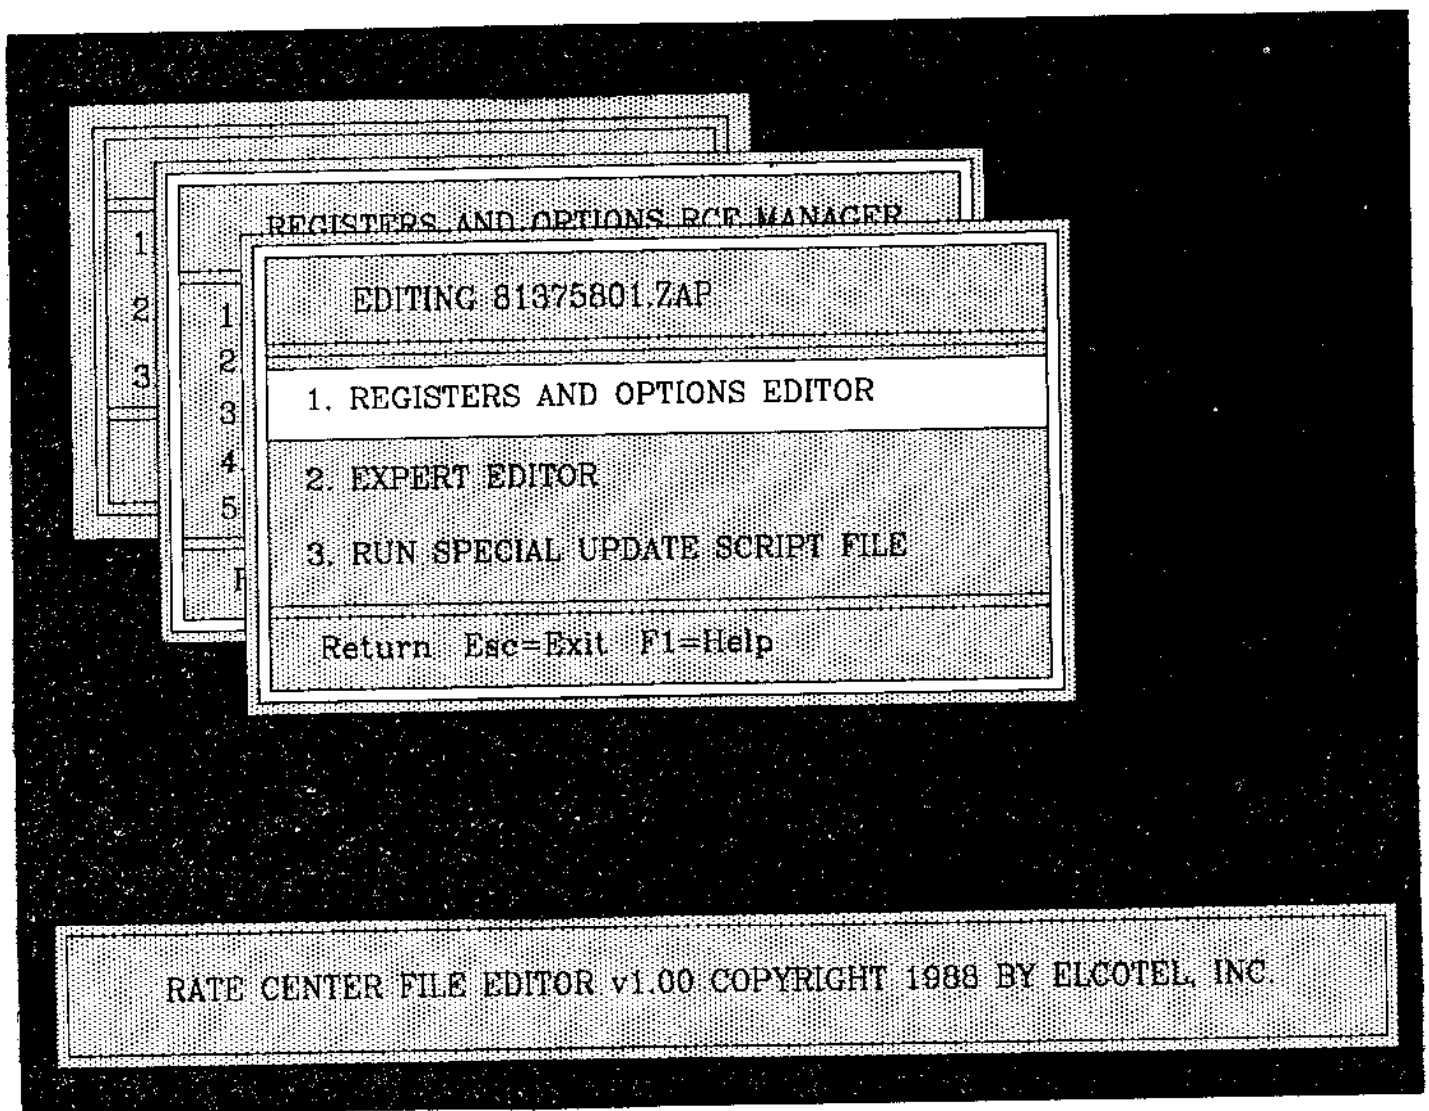 1
2
3
REGISTERS AND OPTIONS RCF MANAGER
1.
2
3
4.
5
EDITING 81375801.ZAP
1. REGISTERS AND OPTIONS EDITOR
2. EXPERT EDITOR
3. RUN SPECIAL UPDATE SCRIPT FILE
Return Esc=Exit F1=Help
RATE CENTER FILE EDITOR v1.00 COPYRIGHT 1988 BY ELCOTEL, INC.